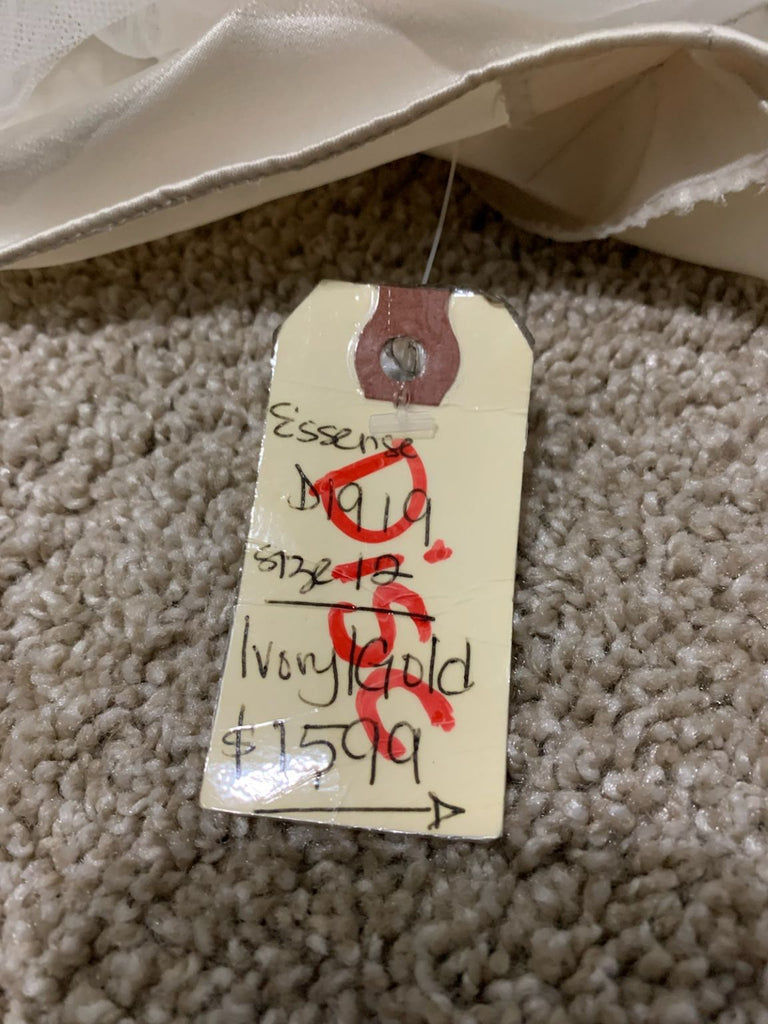 Essense
D1919
Size 12
Ivory/Gold
$1599
Disc